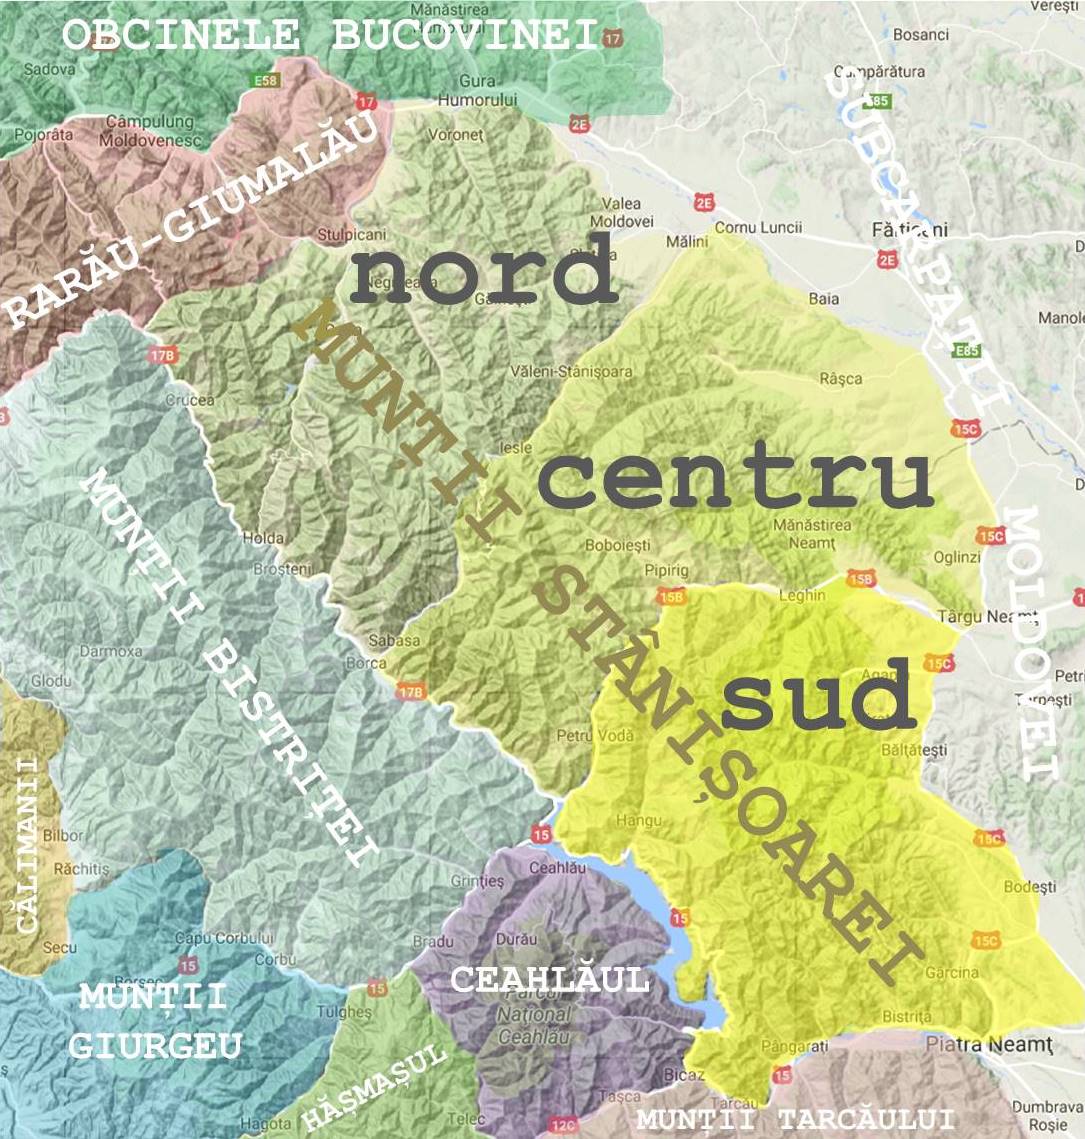 Mănăstirea
Verești
OBCINELE BUCOVINEI
17
Bosanci
Sadova
E58
Gura
Humorului
Cumpărătura
17
E85
Câmpulung
Moldovenesc
Pojorâta
Voroneț
2E
SUBCARPAȚII
RARĂU-GIUMALĂU
Valea
Moldovei
2E
Stulpicani
Mălini
Cornu Luncii
Fălticeni
nord
2E
Baia
Manole
MUNȚII
17B
E85
Văleni-Stânișoara
Râșca
Crucea
15C
Iesle
centru
MUNȚII BISTRIȚEI
Mănăstirea
Neamț
15C
MOLDOVEI
Holda
Boboiești
Oglinzi
Broșteni
Pipirig
15B
15B
Leghin
STÂNIȘOAREI
Târgu Neamț
Sabasa
Darmoxa
Borca
15C
Glodu
17B
sud
Petri
Petru Vodă
Bălțătești
CĂLIMANII
Hangu
Bilbor
15
15C
Răchitiș
Ceahlău
Grințieș
Bodești
15
Capu Corbului
Bradu
Durău
15C
Secu
Corbu
15
Gârcina
Borsec
CEAHLĂUL
15
MUNȚII
GIURGEU
Parcul
Național
Ceahlău
Tulgheș
Bistrița
Pângarați
Piatra Neamț
HĂȘMAȘUL
Bicaz
15
Tașca
Tarcău
Dumbrava
Roșie
Hagota
Telec
12C
MUNȚII TARCĂULUI